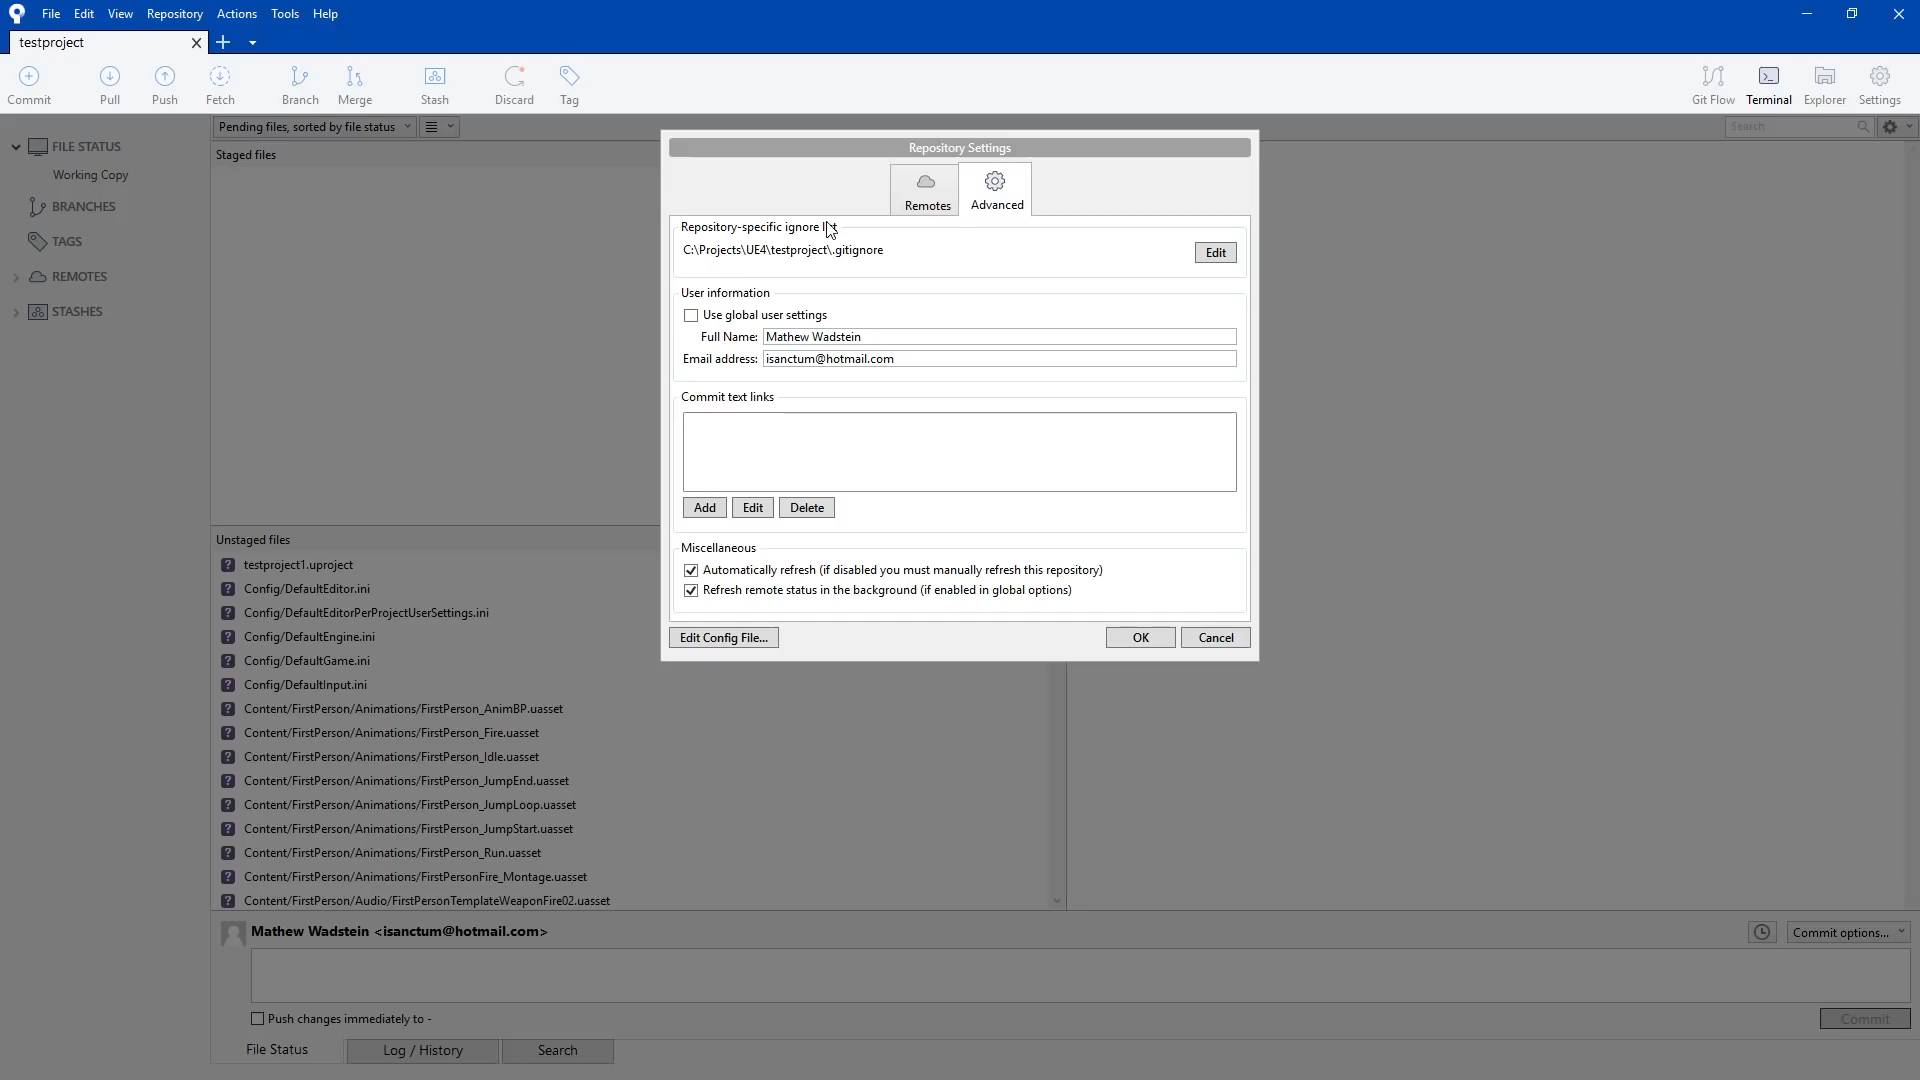 File Edit View Repository Actions Tools Help
testproject
Commit Pull Push Fetch Branch Merge Stash Discard Tag Git Flow Terminal Explorer Settings
Pending files, sorted by file status
Search
FILE STATUS
Working Copy
BRANCHES
TAGS
REMOTES
STASHES
Staged files
Repository Settings
Remotes
Advanced
Repository-specific ignore
C:\Projects\UE4\testproject\.gitignore
Edit
User information
Use global user settings
Full Name: Mathew Wadstein
Email address: isanctum@hotmail.com
Commit text links
Add Edit Delete
Miscellaneous
Automatically refresh (if disabled you must manually refresh this repository)
Refresh remote status in the background (if enabled in global options)
Edit Config File...
OK
Cancel
Unstaged files
testproject1.uproject
Config/DefaultEditor.ini
Config/DefaultEditorPerProjectUserSettings.ini
Config/DefaultEngine.ini
Config/DefaultGame.ini
Config/DefaultInput.ini
Content/FirstPerson/Animations/FirstPerson_AnimBP.uasset
Content/FirstPerson/Animations/FirstPerson_Fire.uasset
Content/FirstPerson/Animations/FirstPerson_Idle.uasset
Content/FirstPerson/Animations/FirstPerson_JumpEnd.uasset
Content/FirstPerson/Animations/FirstPerson_JumpLoop.uasset
Content/FirstPerson/Animations/FirstPerson_JumpStart.uasset
Content/FirstPerson/Animations/FirstPerson_Run.uasset
Content/FirstPerson/Animations/FirstPersonFire_Montage.uasset
Content/FirstPerson/Audio/FirstPersonTemplateWeaponFire02.uasset
Mathew Wadstein <isanctum@hotmail.com>
Commit options...
Push changes immediately to -
Commit
File Status
Log / History
Search